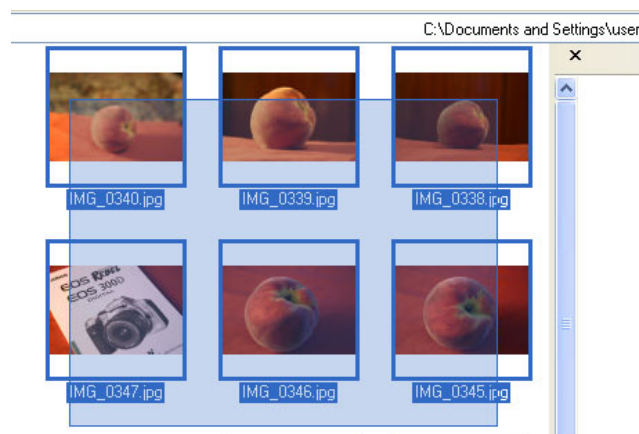 C:\Documents and Settings\user
IMG_0340.jpg
IMG_0339.jpg
IMG_0338.jpg
EOS REBEL
EOS 300D
DIGITAL
IMG_0347.jpg
IMG_0346.jpg
IMG_0345.jpg